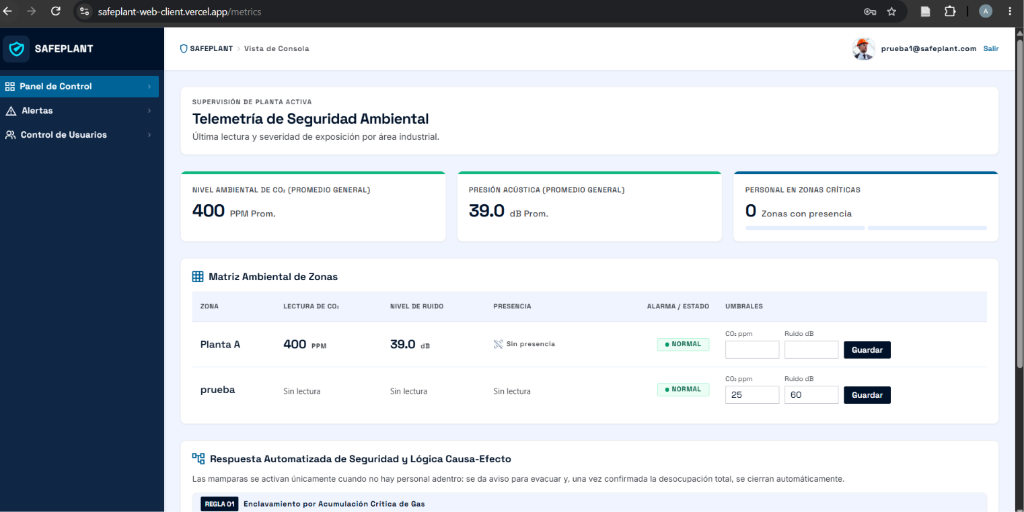 safeplant-web-client.vercel.app/metrics
A
SAFEPLANT
SAFEPLANT › Vista de Consola
prueba1@safeplant.com Salir
Panel de Control
Alertas
Control de Usuarios
SUPERVISIÓN DE PLANTA ACTIVA
Telemetría de Seguridad Ambiental
Última lectura y severidad de exposición por área industrial.
NIVEL AMBIENTAL DE CO₂ (PROMEDIO GENERAL)
400 PPM Prom.
PRESIÓN ACÚSTICA (PROMEDIO GENERAL)
39.0 dB Prom.
PERSONAL EN ZONAS CRÍTICAS
0 Zonas con presencia
Matriz Ambiental de Zonas
ZONA LECTURA DE CO₂ NIVEL DE RUIDO PRESENCIA ALARMA / ESTADO UMBRALES
CO₂ ppm Ruido dB
Planta A 400 PPM 39.0 dB Sin presencia NORMAL Guardar
CO₂ ppm Ruido dB
prueba Sin lectura Sin lectura Sin lectura NORMAL 25 60 Guardar
Respuesta Automatizada de Seguridad y Lógica Causa-Efecto
Las mamparas se activan únicamente cuando no hay personal adentro: se da aviso para evacuar y, una vez confirmada la desocupación total, se cierran automáticamente.
REGLA 01 Enclavamiento por Acumulación Crítica de Gas